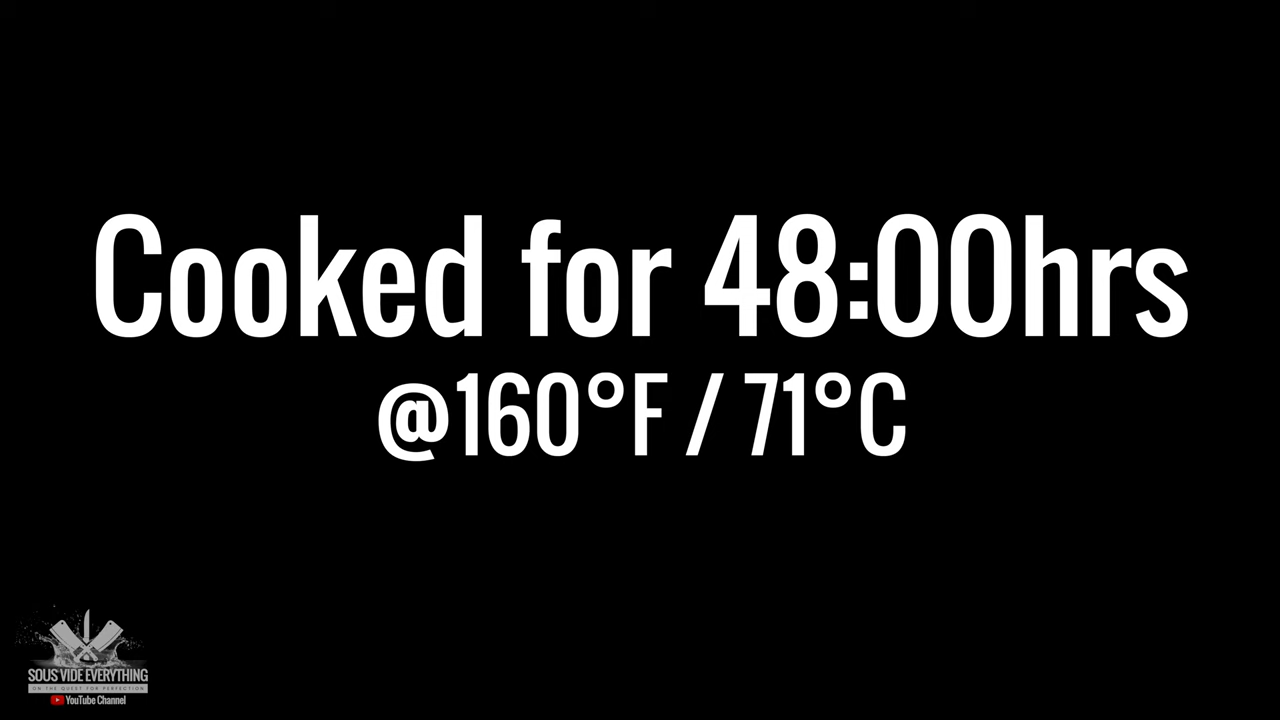 Cooked for 48:00hrs
@160°F / 71°C
SOUS VIDE EVERYTHING
ON THE QUEST FOR PERFECTION
YouTube Channel